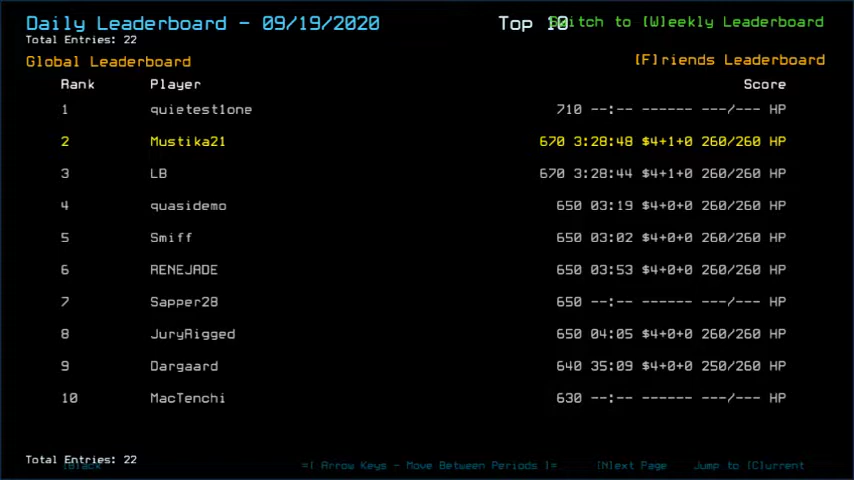 Daily Leaderboard - 09/19/2020 Top 10 Switch to [W]eekly Leaderboard
Total Entries: 22
Global Leaderboard [F]riends Leaderboard
Rank Player Score
1 quietest1one 710 --:-- ------ ---/--- HP
2 Mustika21 670 3:28:48 $4+1+0 260/260 HP
3 LB 670 3:28:44 $4+1+0 260/260 HP
4 quasidemo 650 03:19 $4+0+0 260/260 HP
5 Smiff 650 03:02 $4+0+0 260/260 HP
6 RENEJADE 650 03:53 $4+0+0 260/260 HP
7 Sapper28 650 --:-- ------ ---/--- HP
8 JuryRigged 650 04:05 $4+0+0 260/260 HP
9 Dargaard 640 35:09 $4+0+0 250/260 HP
10 MacTenchi 630 --:-- ------ ---/--- HP
Total Entries: 22
[B]ack =[ Arrow Keys - Move Between Periods ]= [N]ext Page Jump to [C]urrent